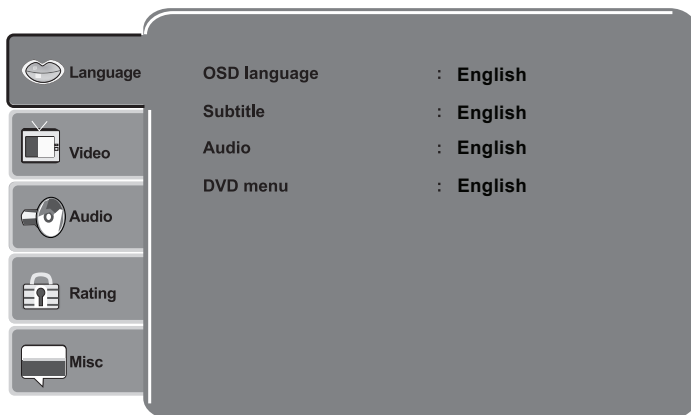 Language
Video
Audio
Rating
Misc
OSD language : English
Subtitle : English
Audio : English
DVD menu : English